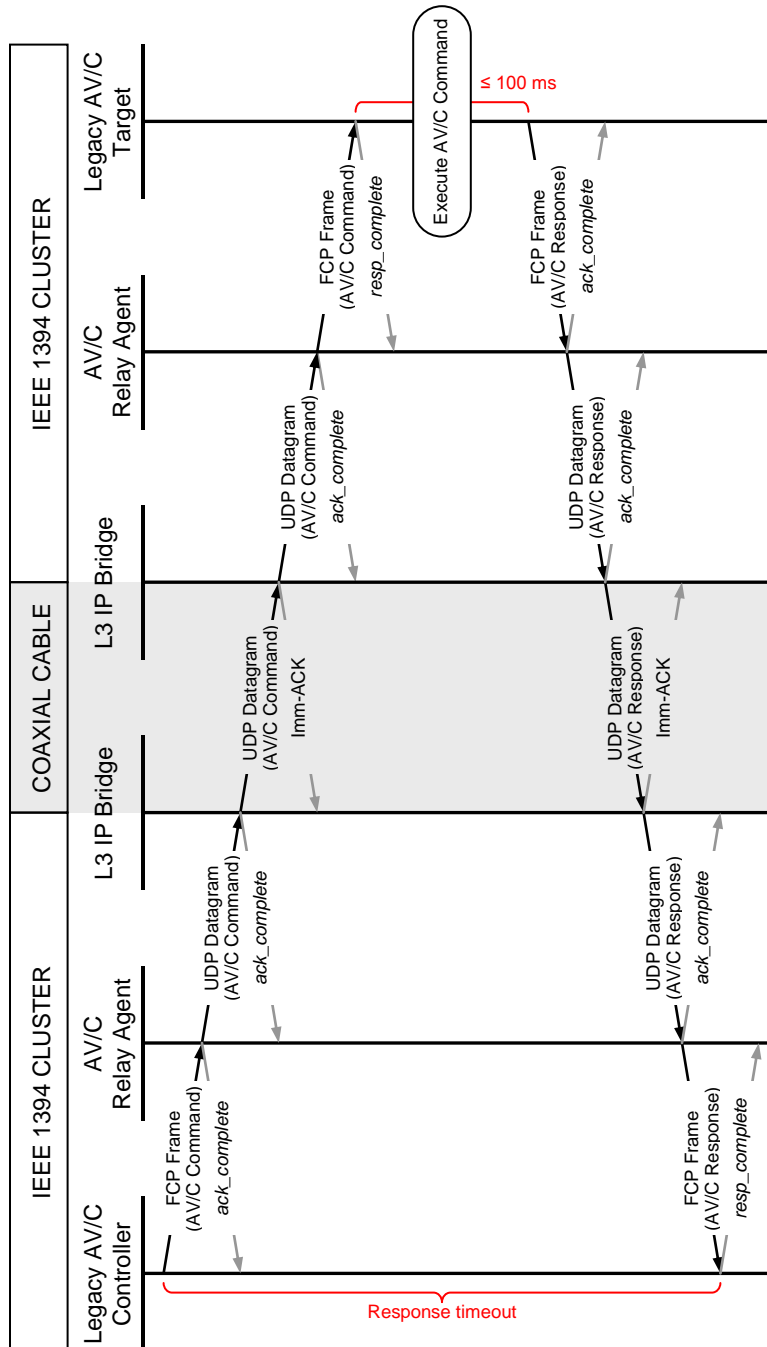 IEEE 1394 CLUSTER
COAXIAL CABLE
IEEE 1394 CLUSTER
Legacy AV/C
Controller
AV/C
Relay Agent
L3 IP Bridge
L3 IP Bridge
AV/C
Relay Agent
Legacy AV/C
Target
FCP Frame
(AV/C Command)
ack_complete
UDP Datagram
(AV/C Command)
ack_complete
UDP Datagram
(AV/C Command)
Imm-ACK
UDP Datagram
(AV/C Command)
ack_complete
FCP Frame
(AV/C Command)
resp_complete
Execute AV/C Command
≤ 100 ms
FCP Frame
(AV/C Response)
ack_complete
UDP Datagram
(AV/C Response)
ack_complete
UDP Datagram
(AV/C Response)
Imm-ACK
UDP Datagram
(AV/C Response)
ack_complete
FCP Frame
(AV/C Response)
resp_complete
Response timeout